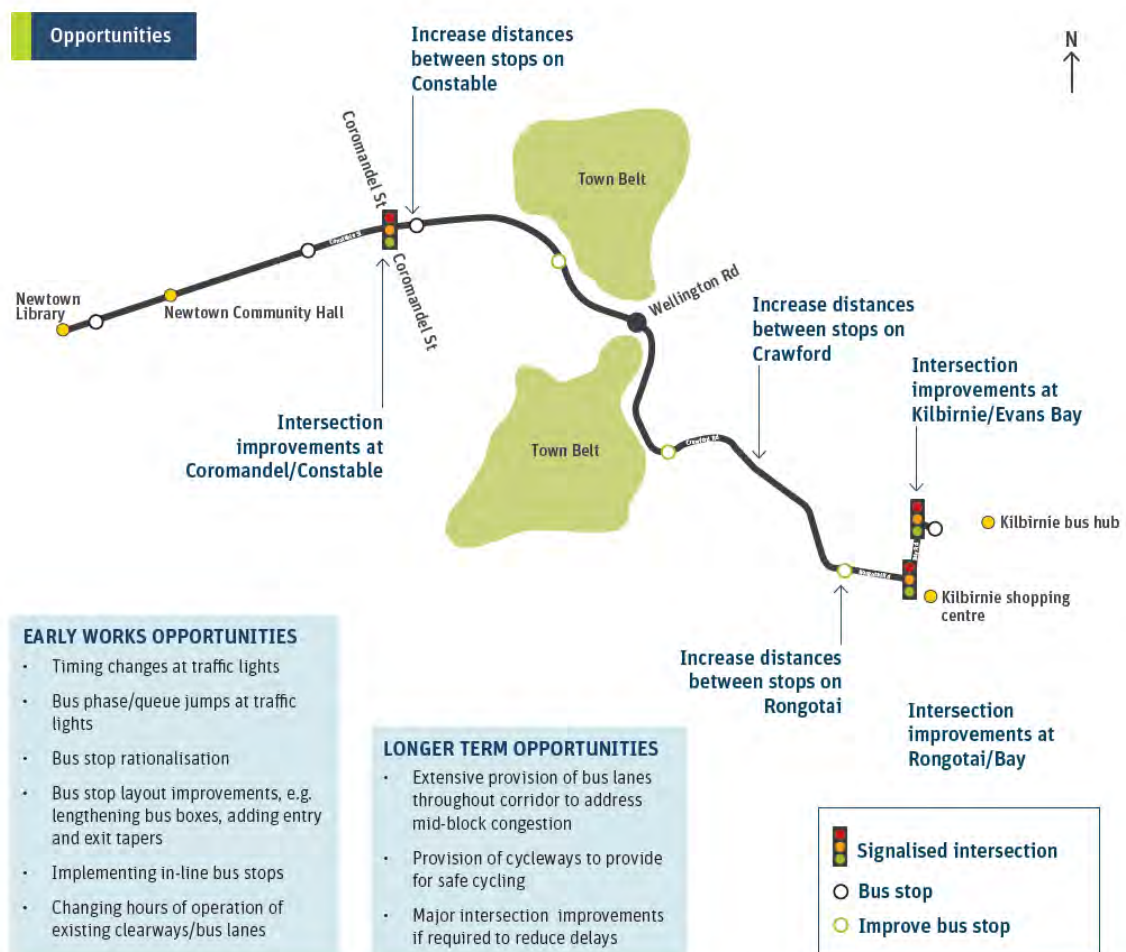 Opportunities
Increase distances
between stops on
Constable
N
Coromandel St
Town Belt
Newtown
Library
Newtown Community Hall
Coromandel St
Wellington Rd
Increase distances
between stops on
Crawford
Intersection
improvements at
Kilbirnie/Evans Bay
Intersection
improvements at
Coromandel/Constable
Town Belt
Crawford Rd
Kilbirnie bus hub
Kilbirnie shopping
centre
Increase distances
between stops on
Rongotai
Intersection
improvements at
Rongotai/Bay
EARLY WORKS OPPORTUNITIES
• Timing changes at traffic lights
• Bus phase/queue jumps at traffic
lights
• Bus stop rationalisation
• Bus stop layout improvements, e.g.
lengthening bus boxes, adding entry
and exit tapers
• Implementing in-line bus stops
• Changing hours of operation of
existing clearways/bus lanes
LONGER TERM OPPORTUNITIES
• Extensive provision of bus lanes
throughout corridor to address
mid-block congestion
• Provision of cycleways to provide
for safe cycling
• Major intersection improvements
if required to reduce delays
Signalised intersection
Bus stop
Improve bus stop